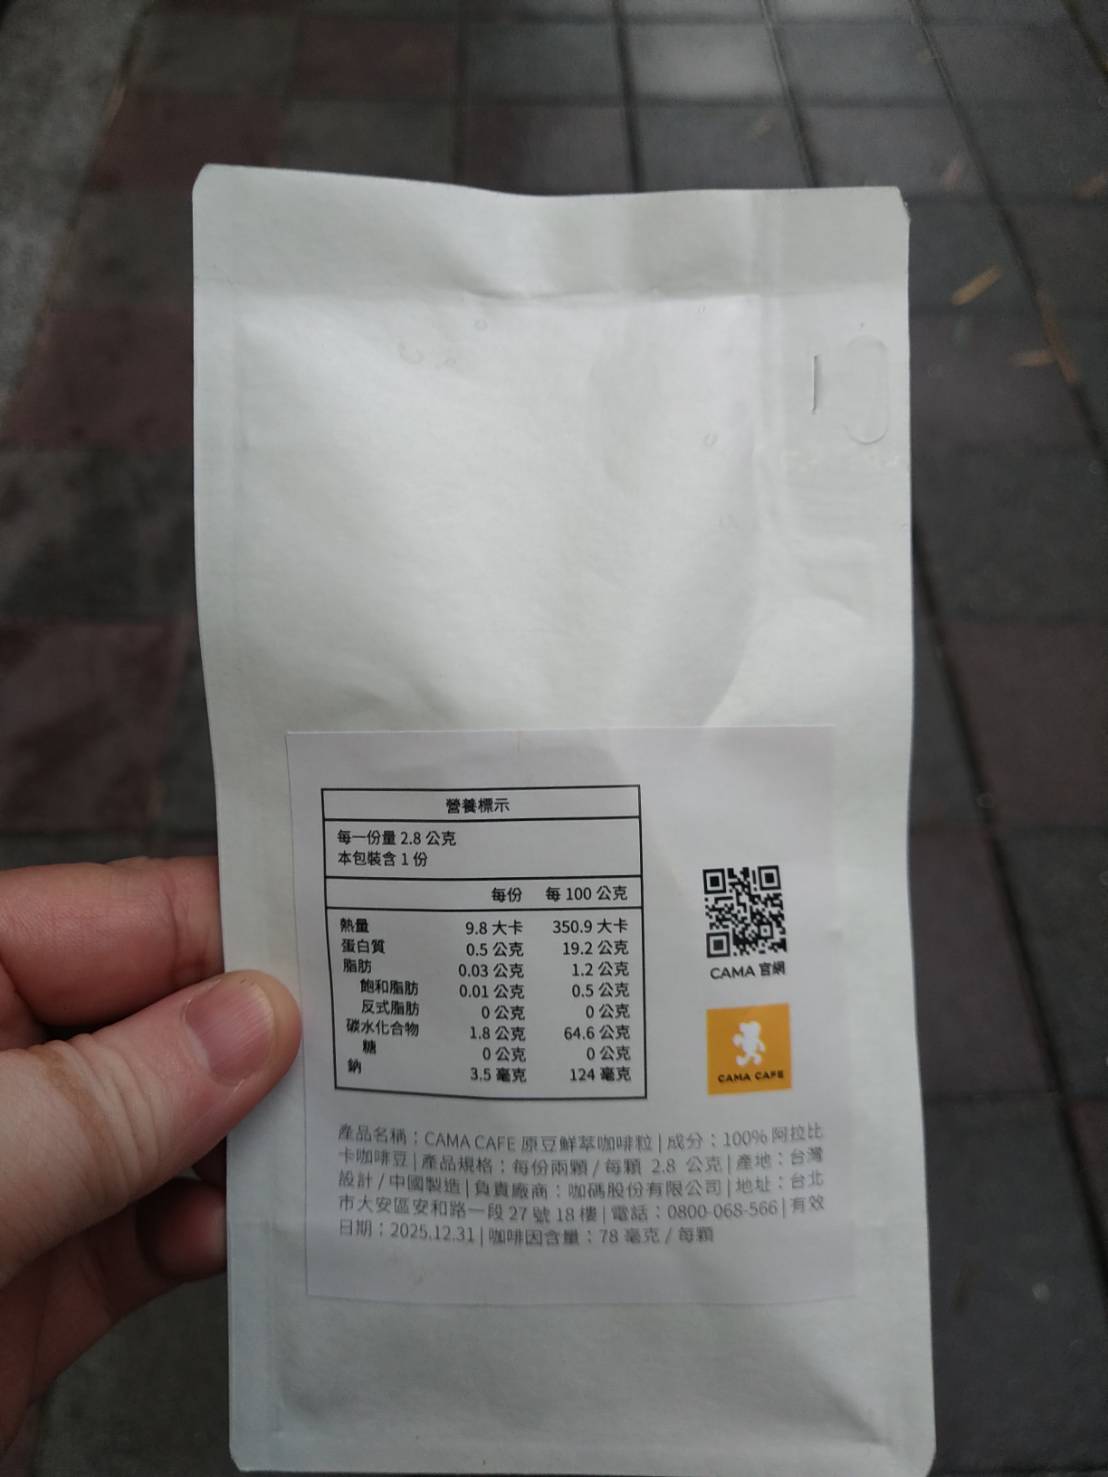 營養標示
每一份量 2.8 公克
本包裝含 1 份
每份 每 100 公克
熱量 9.8 大卡 350.9 大卡
蛋白質 0.5 公克 19.2 公克
脂肪 0.03 公克 1.2 公克
飽和脂肪 0.01 公克 0.5 公克
反式脂肪 0 公克 0 公克
碳水化合物 1.8 公克 64.6 公克
糖 0 公克 0 公克
鈉 3.5 毫克 124 毫克
CAMA 官網
CAMA CAFE
產品名稱：CAMA CAFE 原豆鮮萃咖啡粒 | 成分：100% 阿拉比
卡咖啡豆 | 產品規格：每份兩顆 / 每顆 2.8 公克 | 產地：台灣
設計 / 中國製造 | 負責廠商：咖碼股份有限公司 | 地址：台北
市大安區安和路一段 27 號 18 樓 | 電話：0800-068-566 | 有效
日期：2025.12.31 | 咖啡因含量：78 毫克 / 每顆